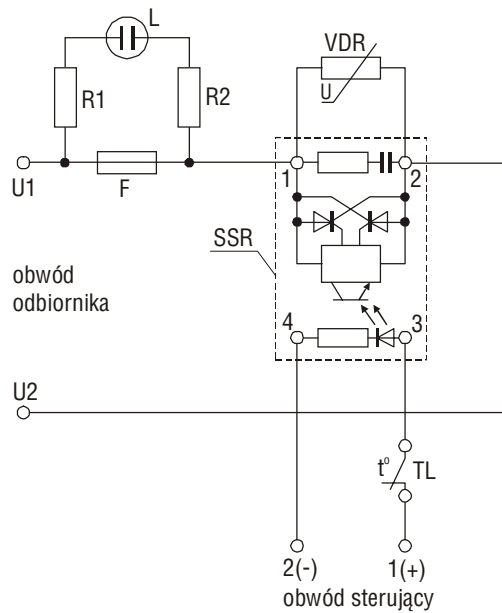 L
VDR
R1
R2
U
U1
F
1
2
SSR
obwód
odbiornika
4
3
U2
t°
TL
2(-)
1(+)
obwód sterujący